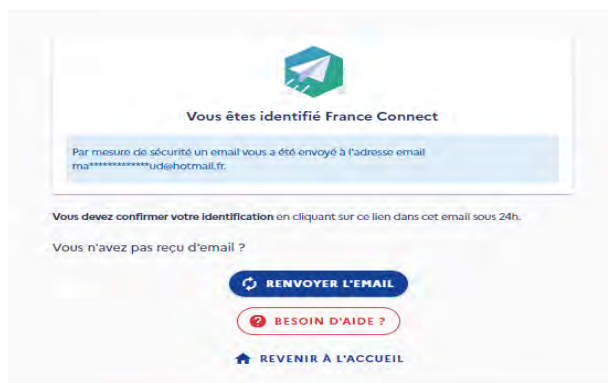 Vous êtes identifié France Connect
Par mesure de sécurité un email vous a été envoyé à l'adresse email
ma*************ud@hotmail.fr.
Vous devez confirmer votre identification en cliquant sur ce lien dans cet email sous 24h.
Vous n'avez pas reçu d'email ?
RENVOYER L'EMAIL
? BESOIN D'AIDE ?
REVENIR À L'ACCUEIL